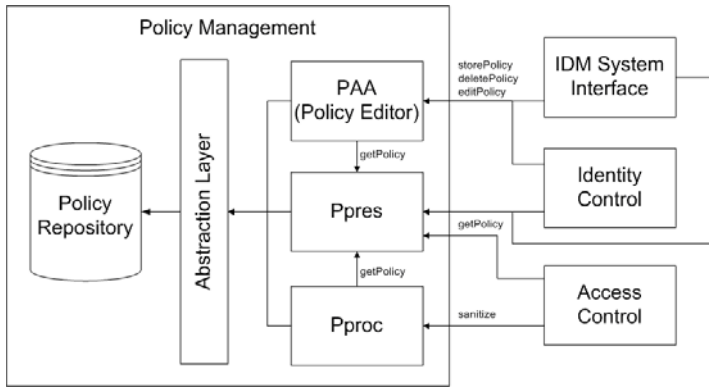 Policy Management
PAA
(Policy Editor)
storePolicy
deletePolicy
editPolicy
IDM System
Interface
getPolicy
Policy
Repository
Abstraction Layer
Ppres
Identity
Control
getPolicy
getPolicy
Pproc
sanitize
Access
Control